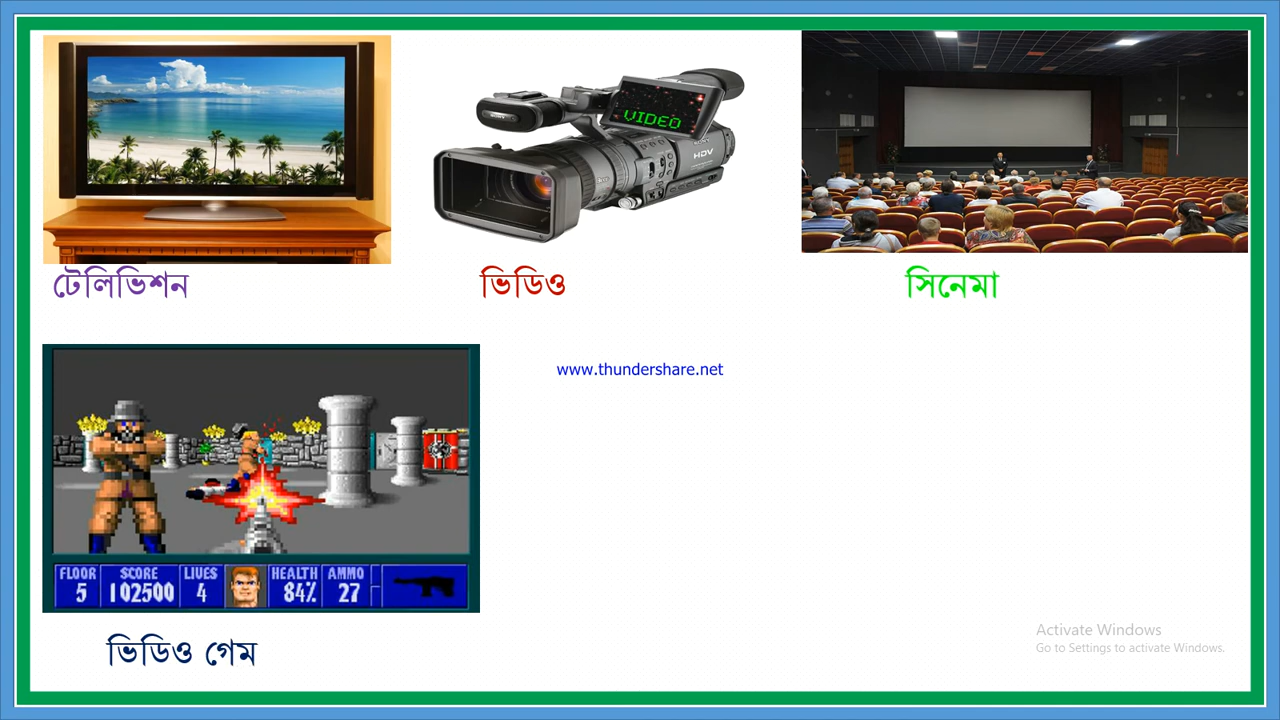 VIDEO
HDV
টেলিভিশন
ভিডিও
সিনেমা
www.thundershare.net
FLOOR SCORE LIVES HEALTH AMMO
5 102500 4 84% 27
ভিডিও গেম
Activate Windows
Go to Settings to activate Windows.